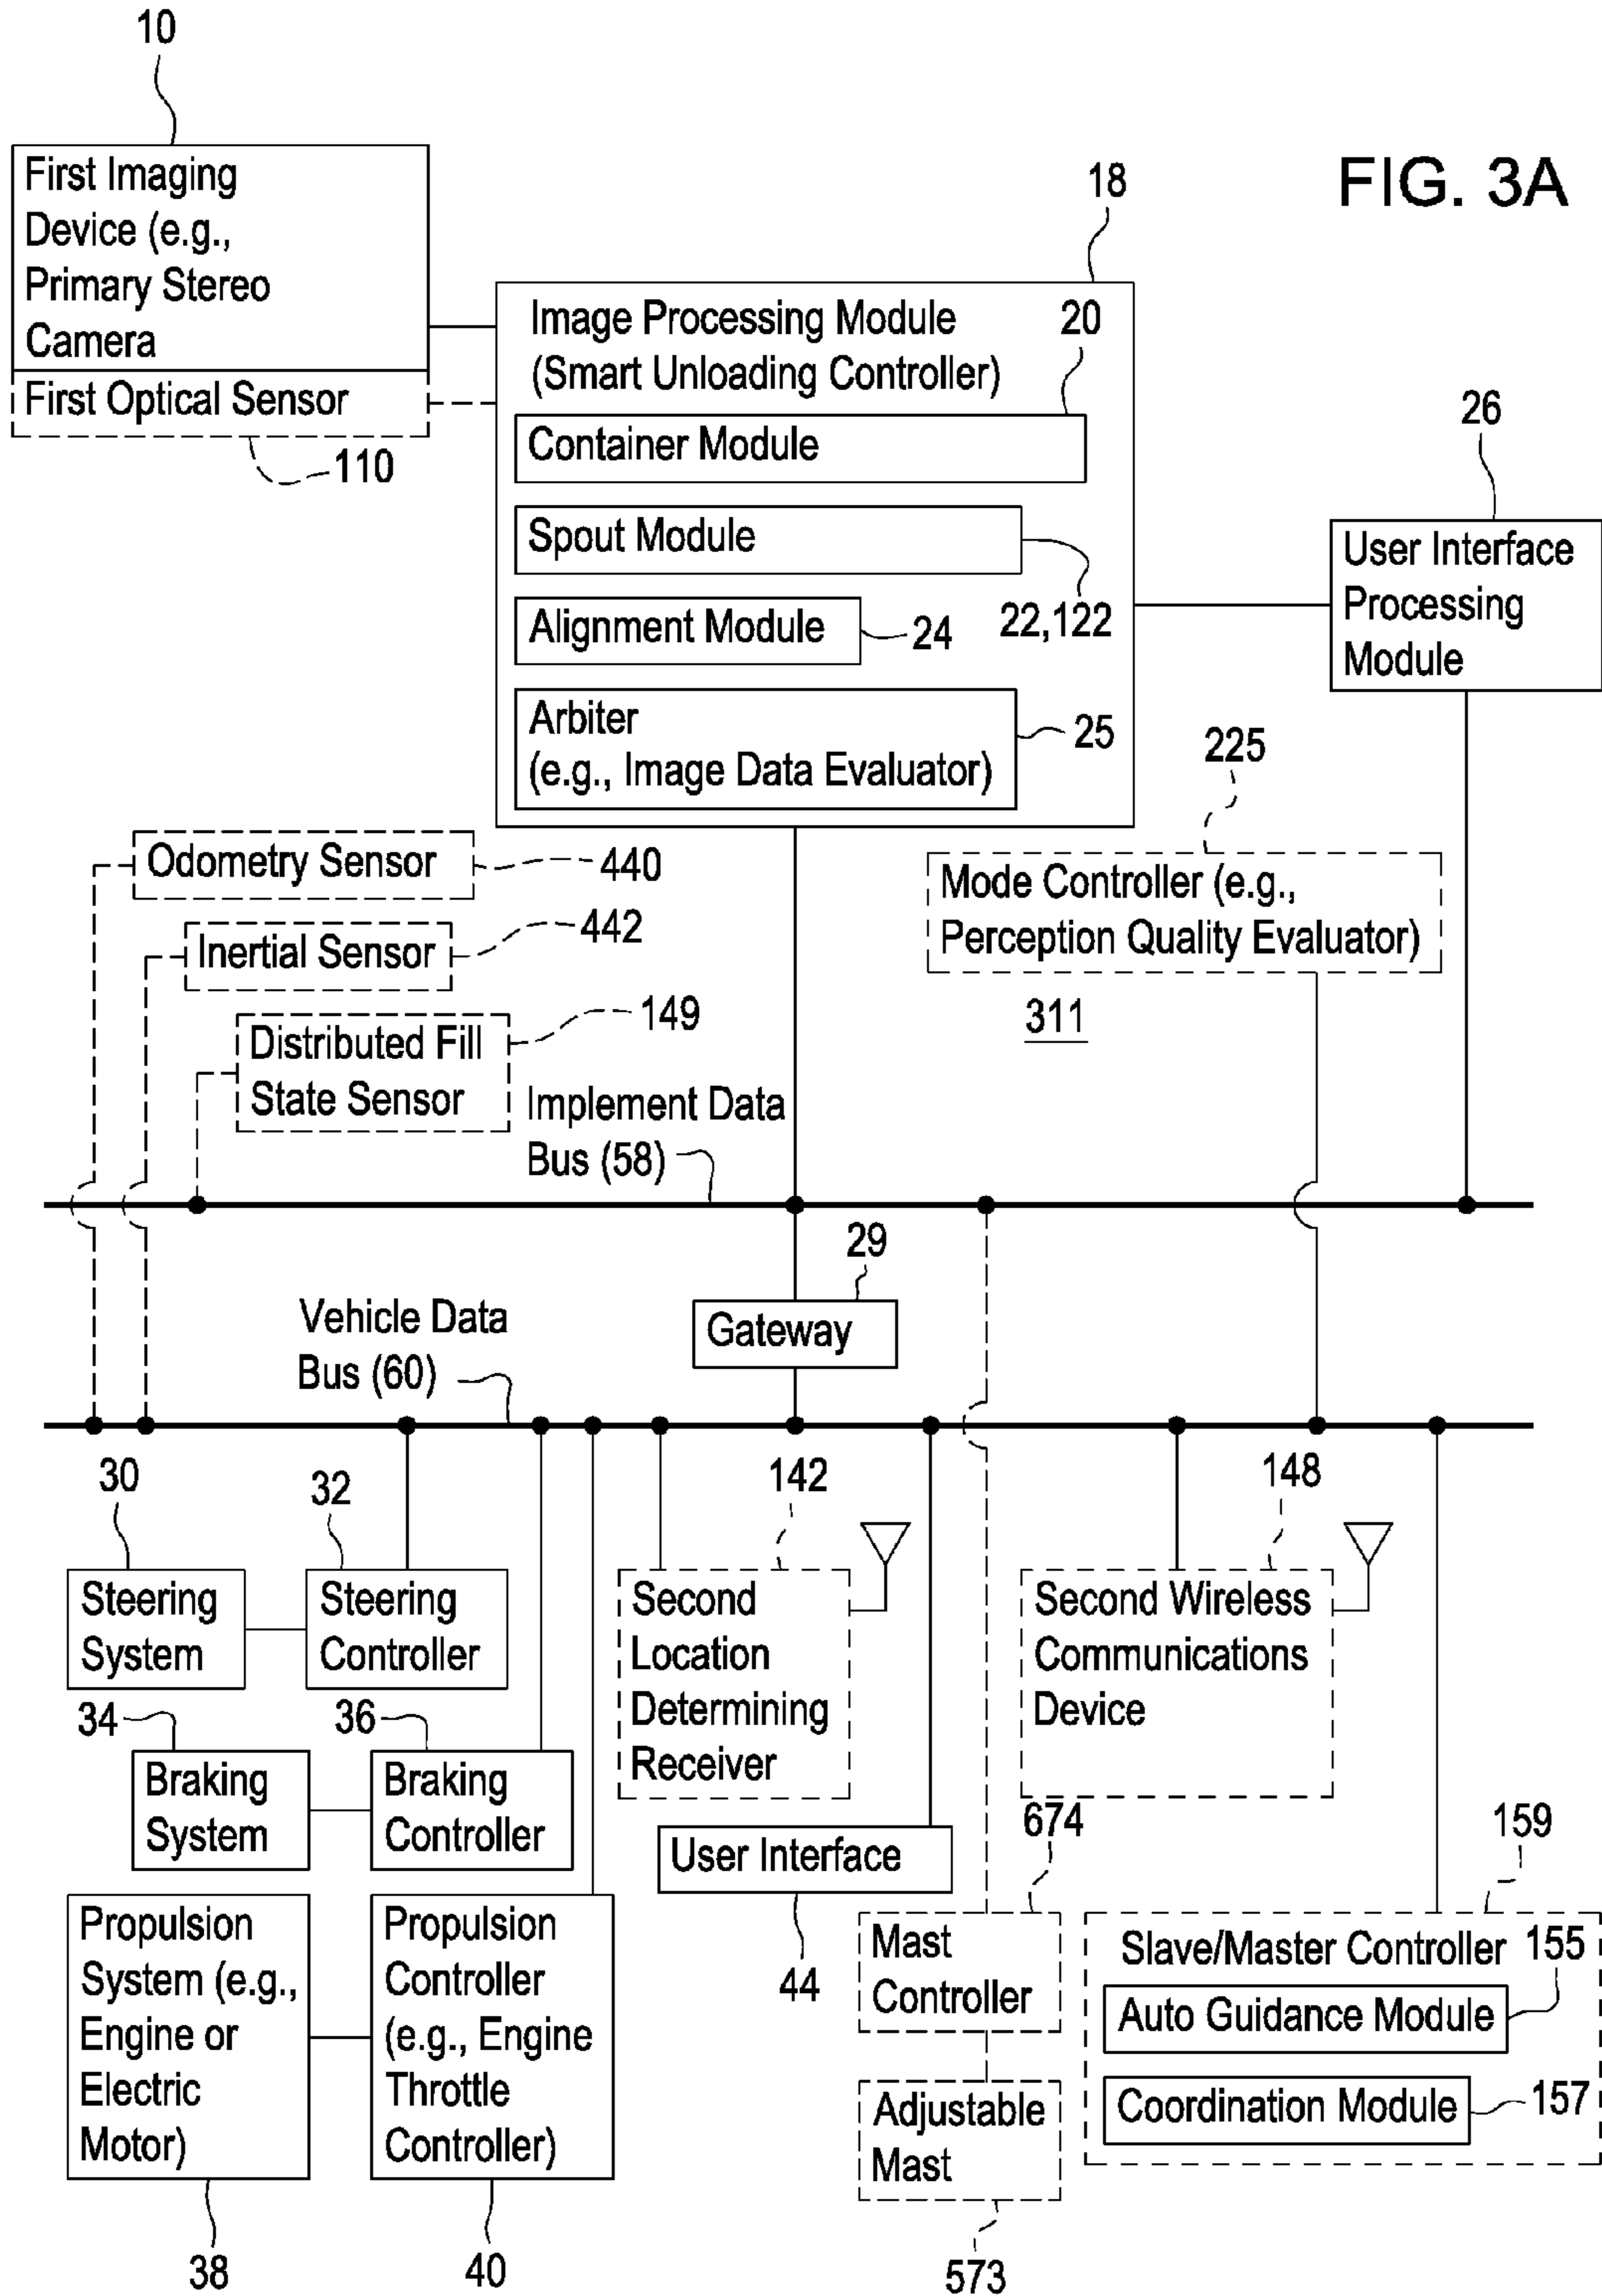 10
First Imaging
Device (e.g.,
Primary Stereo
Camera
First Optical Sensor
110
FIG. 3A
18
Image Processing Module
(Smart Unloading Controller)
20
Container Module
Spout Module
22,122
Alignment Module
24
Arbiter
(e.g., Image Data Evaluator)
25
26
User Interface
Processing
Module
225
Mode Controller (e.g.,
Perception Quality Evaluator)
311
Odometry Sensor
440
Inertial Sensor
442
Distributed Fill
State Sensor
149
Implement Data
Bus (58)
29
Gateway
Vehicle Data
Bus (60)
30
Steering
System
32
Steering
Controller
34
Braking
System
36
Braking
Controller
Propulsion
System (e.g.,
Engine or
Electric
Motor)
38
Propulsion
Controller
(e.g., Engine
Throttle
Controller)
40
142
Second
Location
Determining
Receiver
User Interface
44
148
Second Wireless
Communications
Device
674
Mast
Controller
Adjustable
Mast
573
159
Slave/Master Controller
155
Auto Guidance Module
Coordination Module
157